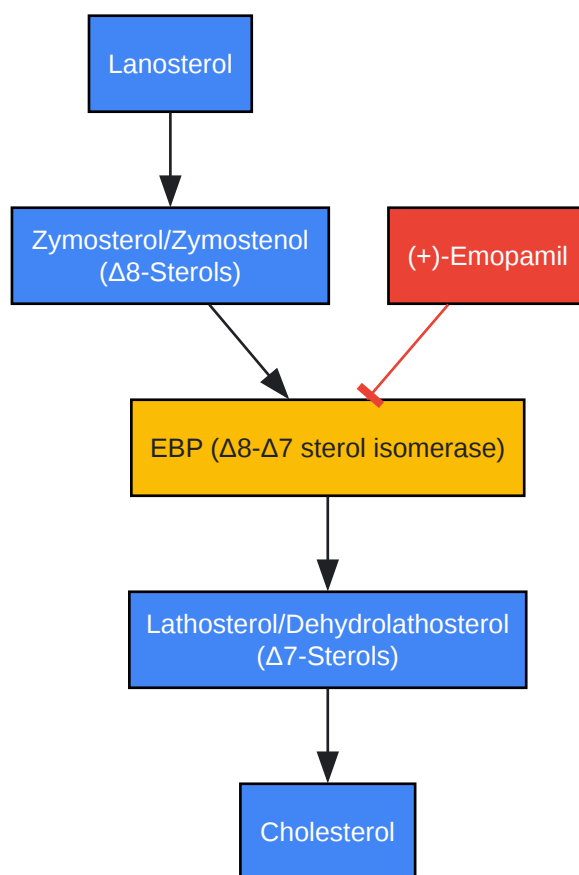 Lanosterol
Zymosterol/Zymostenol
(Δ8-Sterols)
(+)-Emopamil
EBP (Δ8-Δ7 sterol isomerase)
Lathosterol/Dehydrolathosterol
(Δ7-Sterols)
Cholesterol